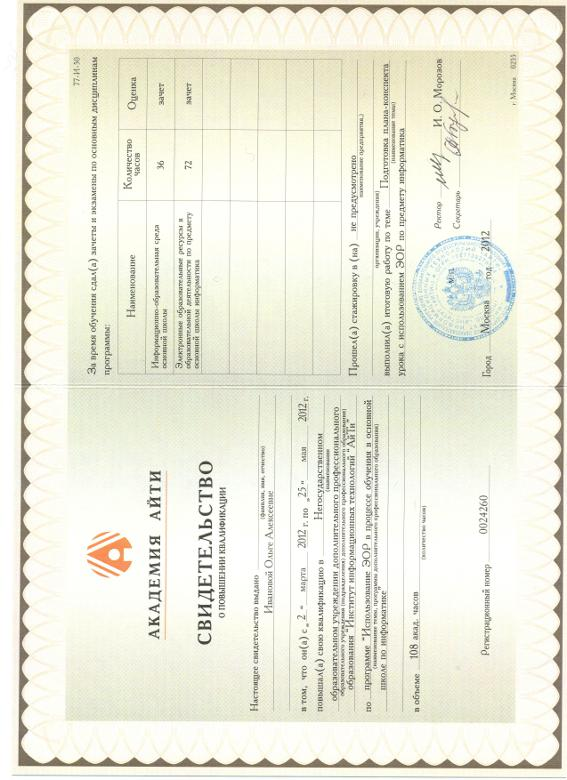 АКАДЕМИЯ АЙТИ
СВИДЕТЕЛЬСТВО
О ПОВЫШЕНИИ КВАЛИФИКАЦИИ
Настоящее свидетельство выдано
(фамилия, имя, отчество)
Ивановой Ольге Алексеевне
в том, что он(а) с „ 2 “ марта 2012 г. по „ 25 “ мая 2012 г.
повышал(а) свою квалификацию в Негосударственном
(наименование
образовательном учреждении дополнительного профессионального
образовательного учреждения (подразделения) дополнительного профессионального образования)
образования "Институт информационных технологий "АйТи"
по программе "Использование ЭОР в процессе обучения в основной
(наименование темы, программы дополнительного профессионального образования)
школе по информатике"
в объеме 108 акад. часов
(количество часов)
Регистрационный номер 0024260
77-И-30
За время обучения сдал(а) зачеты и экзамены по основным дисциплинам
программы:
Наименование Количество часов Оценка
Информационно-образовательная среда
основной школы 36 зачет
Электронные образовательные ресурсы в
образовательной деятельности по предмету
основной школы информатика 72 зачет
Прошел(а) стажировку в (на) не предусмотрено
(наименование предприятия,
организации, учреждения)
выполнил(а) итоговую работу по теме Подготовка плана-конспекта
(наименование темы)
урока с использованием ЭОР по предмету информатика
Ректор И. О. Морозов
Секретарь
М.П.
Город Москва год 2012
г. Москва 0255